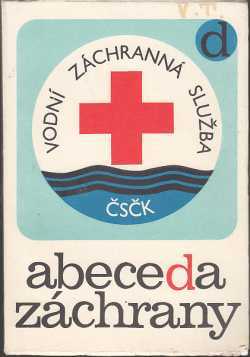 d
VODNÍ ZÁCHRANNÁ SLUŽBA
ČSČK
abeceda
záchrany